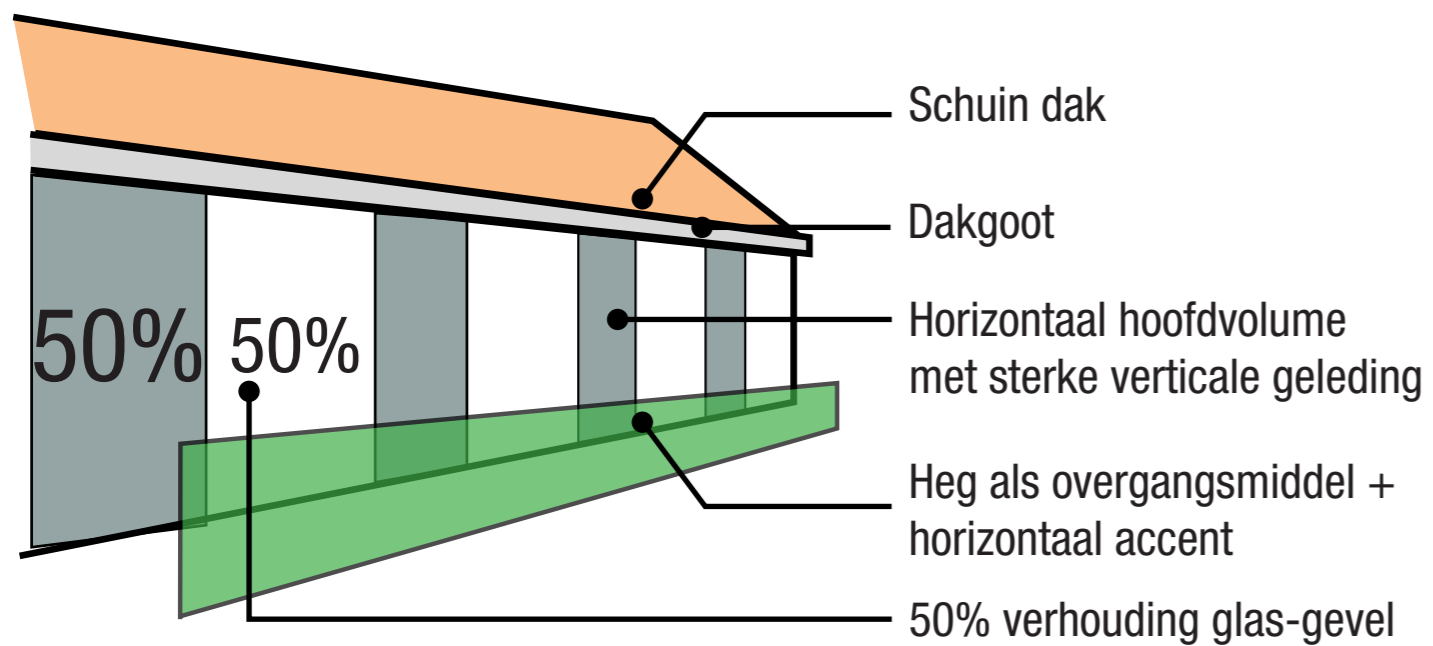 Schuin dak
Dakgoot
50%
50%
Horizontaal hoofdvolume
met sterke verticale geleding
Heg als overgangsmiddel +
horizontaal accent
50% verhouding glas-gevel